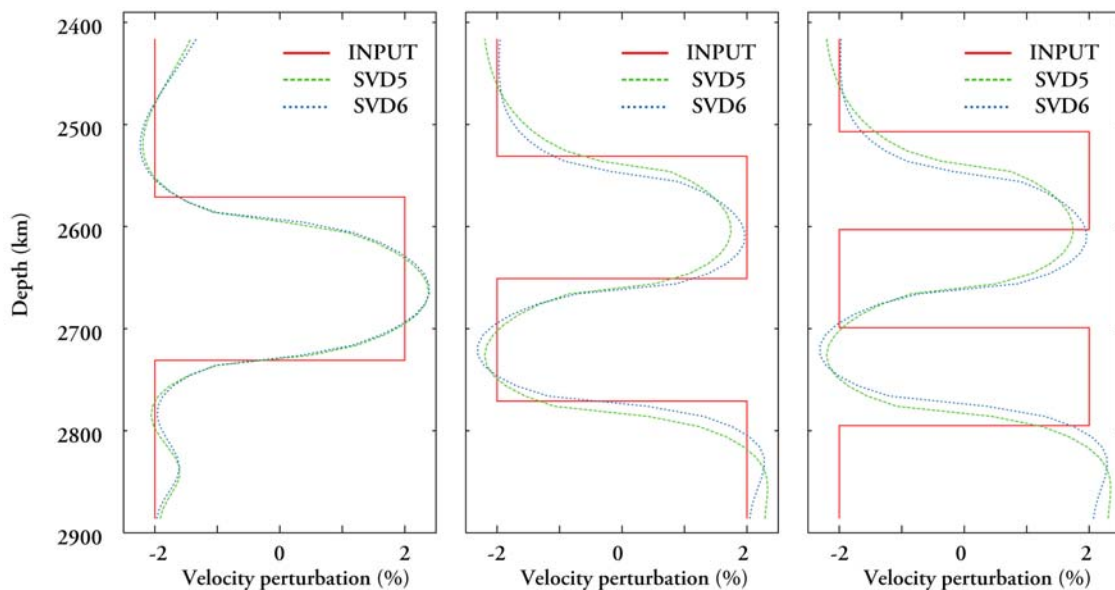 2400
2500
2600
2700
2800
2900
Depth (km)
INPUT
SVD5
SVD6
-2 0 2
Velocity perturbation (%)
INPUT
SVD5
SVD6
-2 0 2
Velocity perturbation (%)
INPUT
SVD5
SVD6
-2 0 2
Velocity perturbation (%)